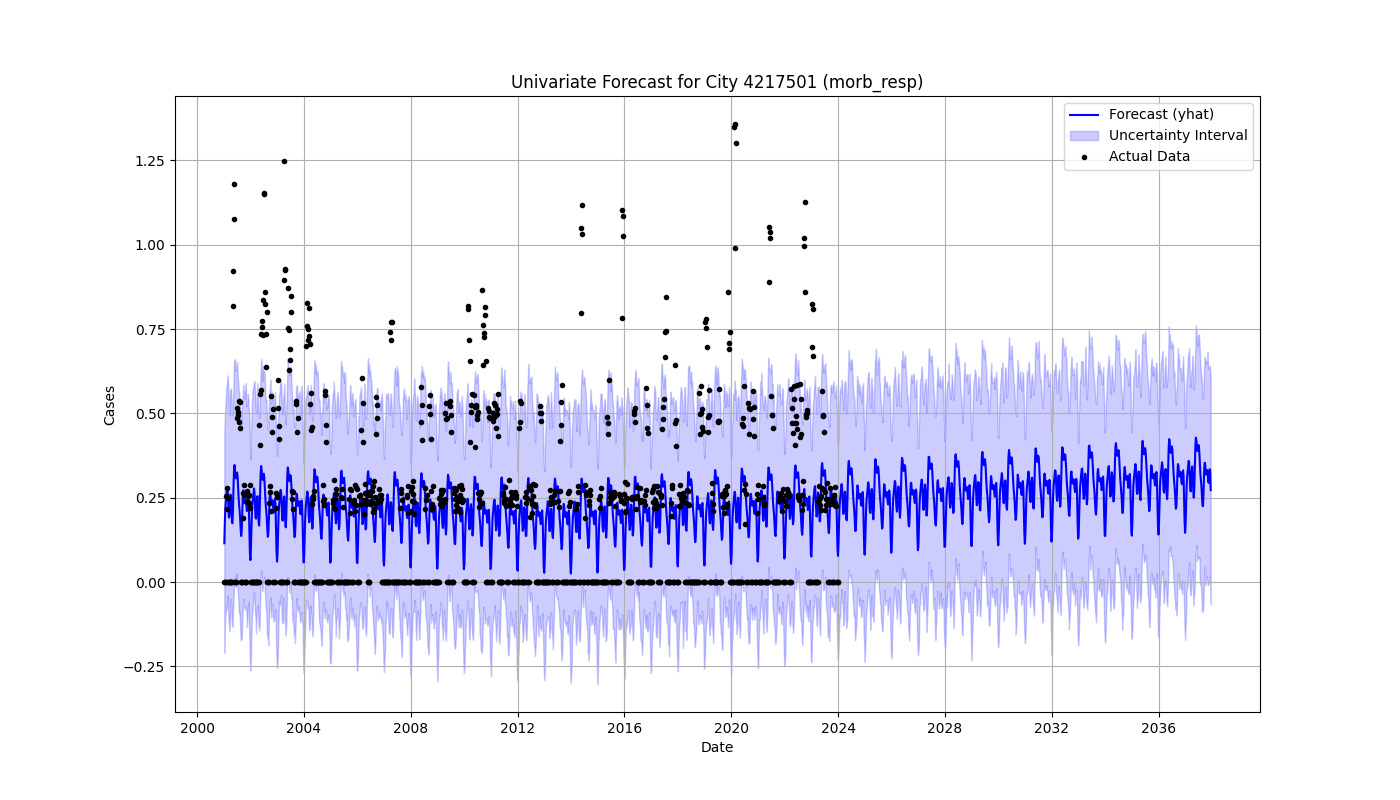 Univariate Forecast for City 4217501 (morb_resp)
Forecast (yhat)
Uncertainty Interval
Actual Data
1.25
1.00
0.75
0.50
0.25
0.00
−0.25
Cases
2000 2004 2008 2012 2016 2020 2024 2028 2032 2036
Date